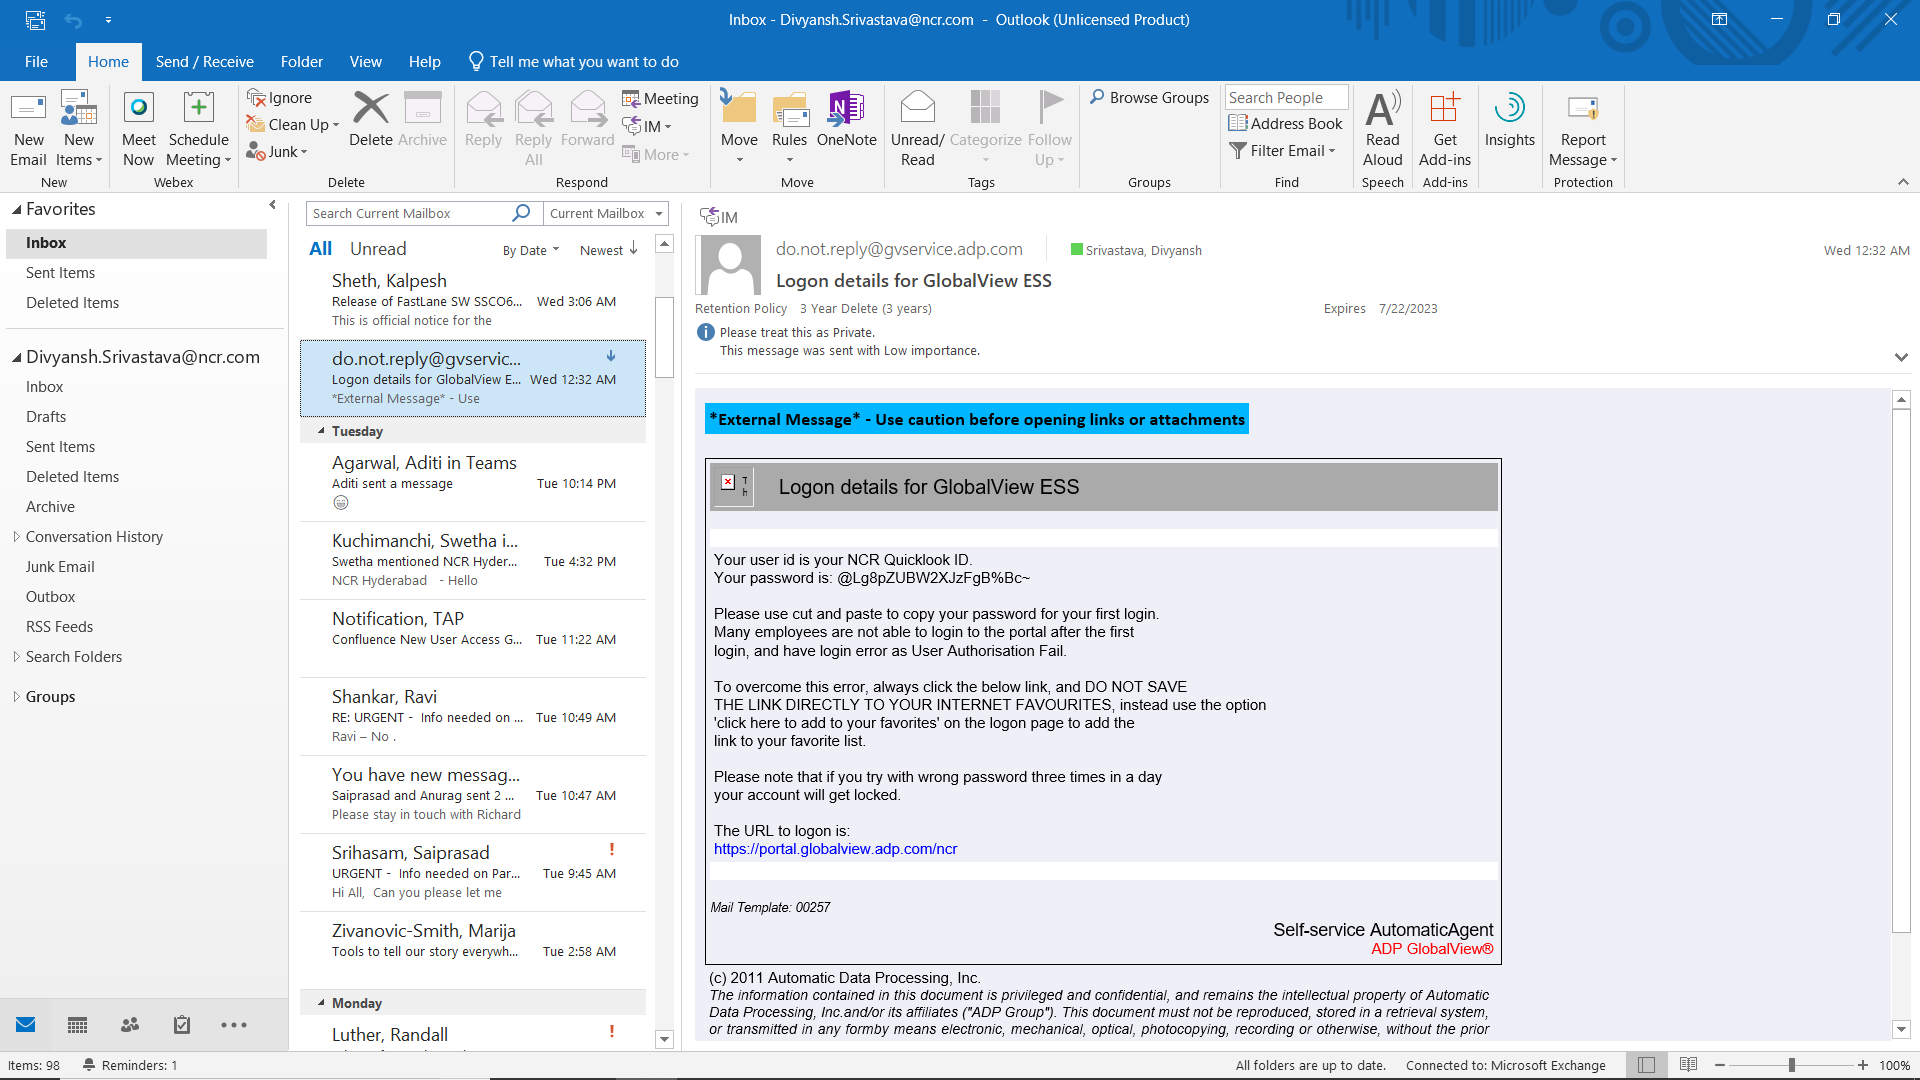 Inbox - Divyansh.Srivastava@ncr.com - Outlook (Unlicensed Product)
File Home Send / Receive Folder View Help Tell me what you want to do
New Email
New Items
New
Meet Now
Schedule Meeting
Webex
Ignore
Clean Up
Junk
Delete
Archive
Delete
Reply
Reply All
Forward
Meeting
IM
More
Respond
Move
Rules
OneNote
Move
Unread/ Read
Categorize
Follow Up
Tags
Browse Groups
Groups
Search People
Address Book
Filter Email
Find
Read Aloud
Speech
Get Add-ins
Add-ins
Insights
Report Message
Protection
Favorites
Inbox
Sent Items
Deleted Items
Divyansh.Srivastava@ncr.com
Inbox
Drafts
Sent Items
Deleted Items
Archive
Conversation History
Junk Email
Outbox
RSS Feeds
Search Folders
Groups
Search Current Mailbox
Current Mailbox
All Unread By Date Newest
Sheth, Kalpesh
Release of FastLane SW SSCO6... Wed 3:06 AM
This is official notice for the
do.not.reply@gvservic...
Logon details for GlobalView E... Wed 12:32 AM
*External Message* - Use
Tuesday
Agarwal, Aditi in Teams
Aditi sent a message Tue 10:14 PM
Kuchimanchi, Swetha i...
Swetha mentioned NCR Hyder... Tue 4:32 PM
NCR Hyderabad - Hello
Notification, TAP
Confluence New User Access G... Tue 11:22 AM
Shankar, Ravi
RE: URGENT - Info needed on ... Tue 10:49 AM
Ravi – No .
You have new messag...
Saiprasad and Anurag sent 2 ... Tue 10:47 AM
Please stay in touch with Richard
Srihasam, Saiprasad !
URGENT - Info needed on Par... Tue 9:45 AM
Hi All, Can you please let me
Zivanovic-Smith, Marija
Tools to tell our story everywh... Tue 2:58 AM
Monday
Luther, Randall !
IM
do.not.reply@gvservice.adp.com Srivastava, Divyansh Wed 12:32 AM
Logon details for GlobalView ESS
Retention Policy 3 Year Delete (3 years) Expires 7/22/2023
Please treat this as Private.
This message was sent with Low importance.
*External Message* - Use caution before opening links or attachments
Logon details for GlobalView ESS
Your user id is your NCR Quicklook ID.
Your password is: @Lg8pZUBW2XJzFgB%Bc~
Please use cut and paste to copy your password for your first login.
Many employees are not able to login to the portal after the first
login, and have login error as User Authorisation Fail.
To overcome this error, always click the below link, and DO NOT SAVE
THE LINK DIRECTLY TO YOUR INTERNET FAVOURITES, instead use the option
'click here to add to your favorites' on the logon page to add the
link to your favorite list.
Please note that if you try with wrong password three times in a day
your account will get locked.
The URL to logon is:
https://portal.globalview.adp.com/ncr
Mail Template: 00257
Self-service AutomaticAgent
ADP GlobalView®
(c) 2011 Automatic Data Processing, Inc.
The information contained in this document is privileged and confidential, and remains the intellectual property of Automatic
Data Processing, Inc.and/or its affiliates ("ADP Group"). This document must not be reproduced, stored in a retrieval system,
or transmitted in any formby means electronic, mechanical, optical, photocopying, recording or otherwise, without the prior
Items: 98 Reminders: 1 All folders are up to date. Connected to: Microsoft Exchange 100%